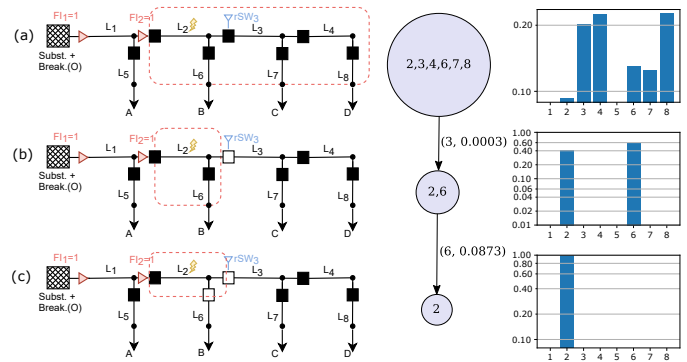 (a)
FI1=1
Subst. +
Break.(O)
L1
FI2=1
L2
rSW3
L3
L4
L5
L6
L7
L8
A
B
C
D
2,3,4,6,7,8
0.20
0.10
1 2 3 4 5 6 7 8
(3, 0.0003)
(b)
FI1=1
Subst. +
Break.(O)
L1
FI2=1
L2
rSW3
L3
L4
L5
L6
L7
L8
A
B
C
D
2,6
1.00
0.60
0.40
0.20
0.10
0.06
0.04
0.02
0.01
1 2 3 4 5 6 7 8
(6, 0.0873)
(c)
FI1=1
Subst. +
Break.(O)
L1
FI2=1
L2
rSW3
L3
L4
L5
L6
L7
L8
A
B
C
D
2
1.00
0.80
0.60
0.40
0.20
0.10
1 2 3 4 5 6 7 8